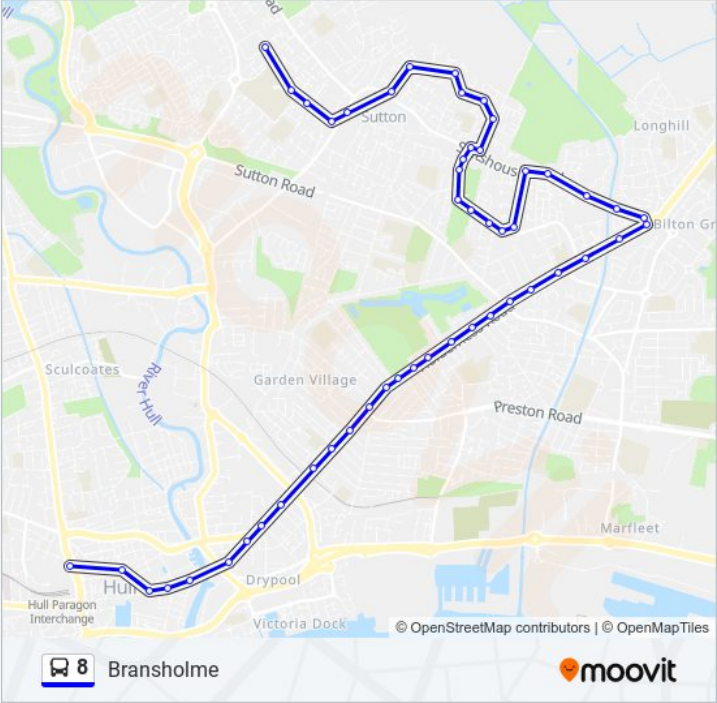 Sutton
Longhill
Sutton Road
Bilton Gr
Sculcoates
River Hull
Garden Village
Preston Road
Marfleet
Drypool
Hull Paragon
Interchange
Victoria Dock
© OpenStreetMap contributors | © OpenMapTiles
8 Bransholme
moovit